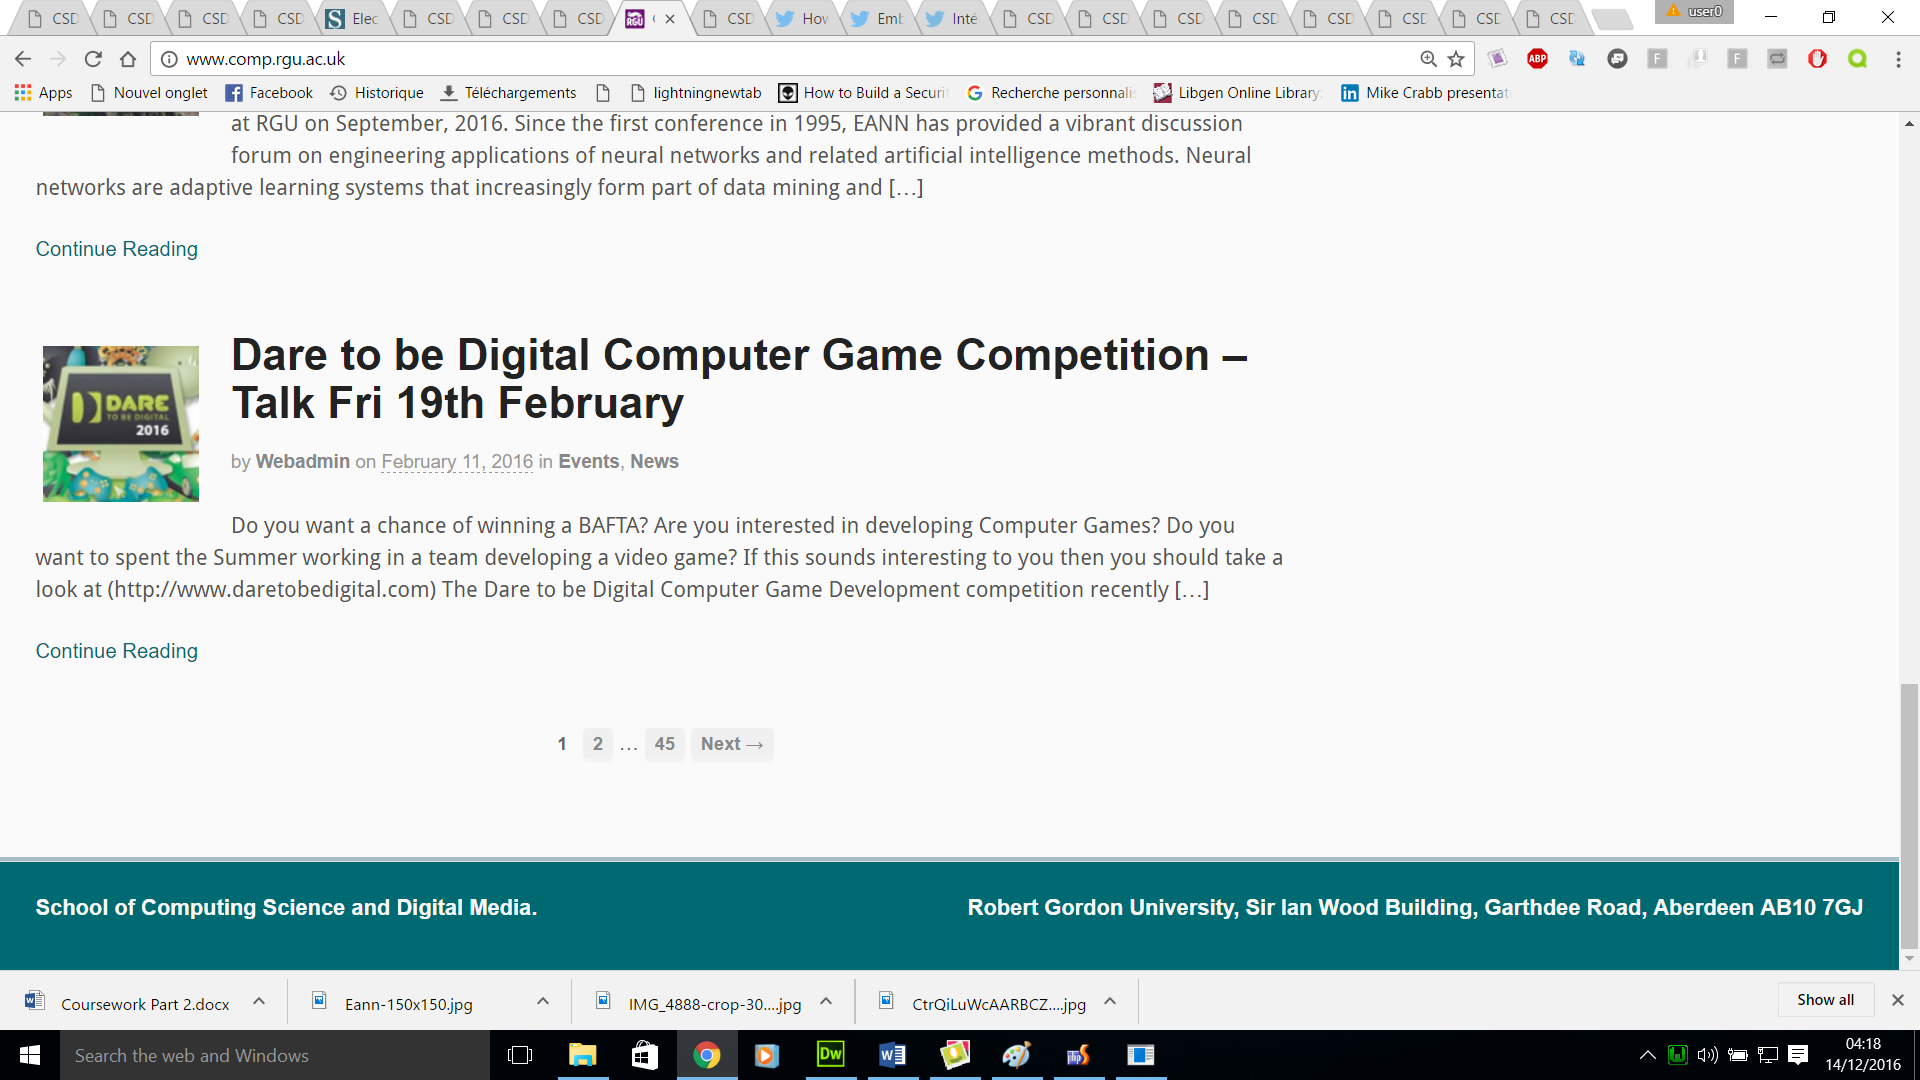 CSD CSD CSD CSD Elec CSD CSD CSD CSD How Emb Inté CSD CSD CSD CSD CSD CSD CSD CSD user0
www.comp.rgu.ac.uk
ABP F F
Apps Nouvel onglet Facebook Historique Téléchargements lightningnewtab How to Build a Securi Recherche personnali Libgen Online Library: Mike Crabb presentat
at RGU on September, 2016. Since the first conference in 1995, EANN has provided a vibrant discussion
forum on engineering applications of neural networks and related artificial intelligence methods. Neural
networks are adaptive learning systems that increasingly form part of data mining and […]
Continue Reading
DARE
TO BE DIGITAL
2016
Dare to be Digital Computer Game Competition –
Talk Fri 19th February
by Webadmin on February 11, 2016 in Events, News
Do you want a chance of winning a BAFTA? Are you interested in developing Computer Games? Do you
want to spent the Summer working in a team developing a video game? If this sounds interesting to you then you should take a
look at (http://www.daretobedigital.com) The Dare to be Digital Computer Game Development competition recently […]
Continue Reading
1 2 … 45 Next →
School of Computing Science and Digital Media.
Robert Gordon University, Sir Ian Wood Building, Garthdee Road, Aberdeen AB10 7GJ
Coursework Part 2.docx Eann-150x150.jpg IMG_4888-crop-30....jpg CtrQiLuWcAARBCZ....jpg Show all
Search the web and Windows
Dw
04:18
14/12/2016